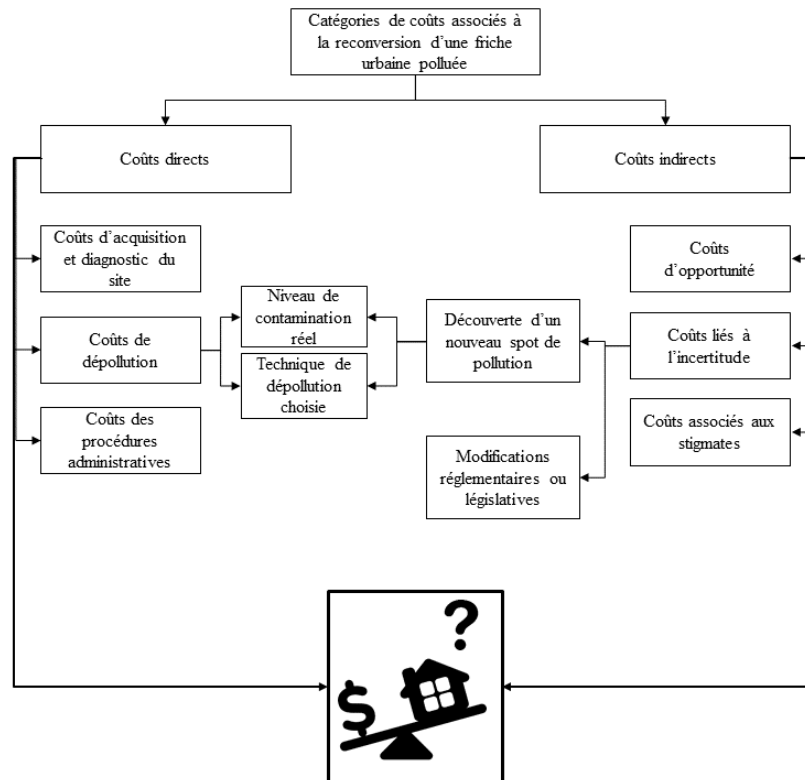 Catégories de coûts associés à
la reconversion d'une friche
urbaine polluée
Coûts directs
Coûts indirects
Coûts d'acquisition
et diagnostic du
site
Coûts de
dépollution
Coûts des
procédures
administratives
Niveau de
contamination
réel
Technique de
dépollution
choisie
Découverte d'un
nouveau spot de
pollution
Modifications
réglementaires ou
législatives
Coûts
d'opportunité
Coûts liés à
l'incertitude
Coûts associés aux
stigmates
?
$